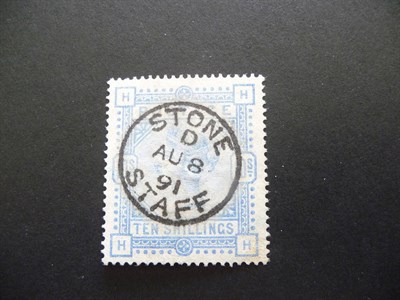 H H
STONE
D
AU 8
91
STAFF
TEN SHILLINGS
H H